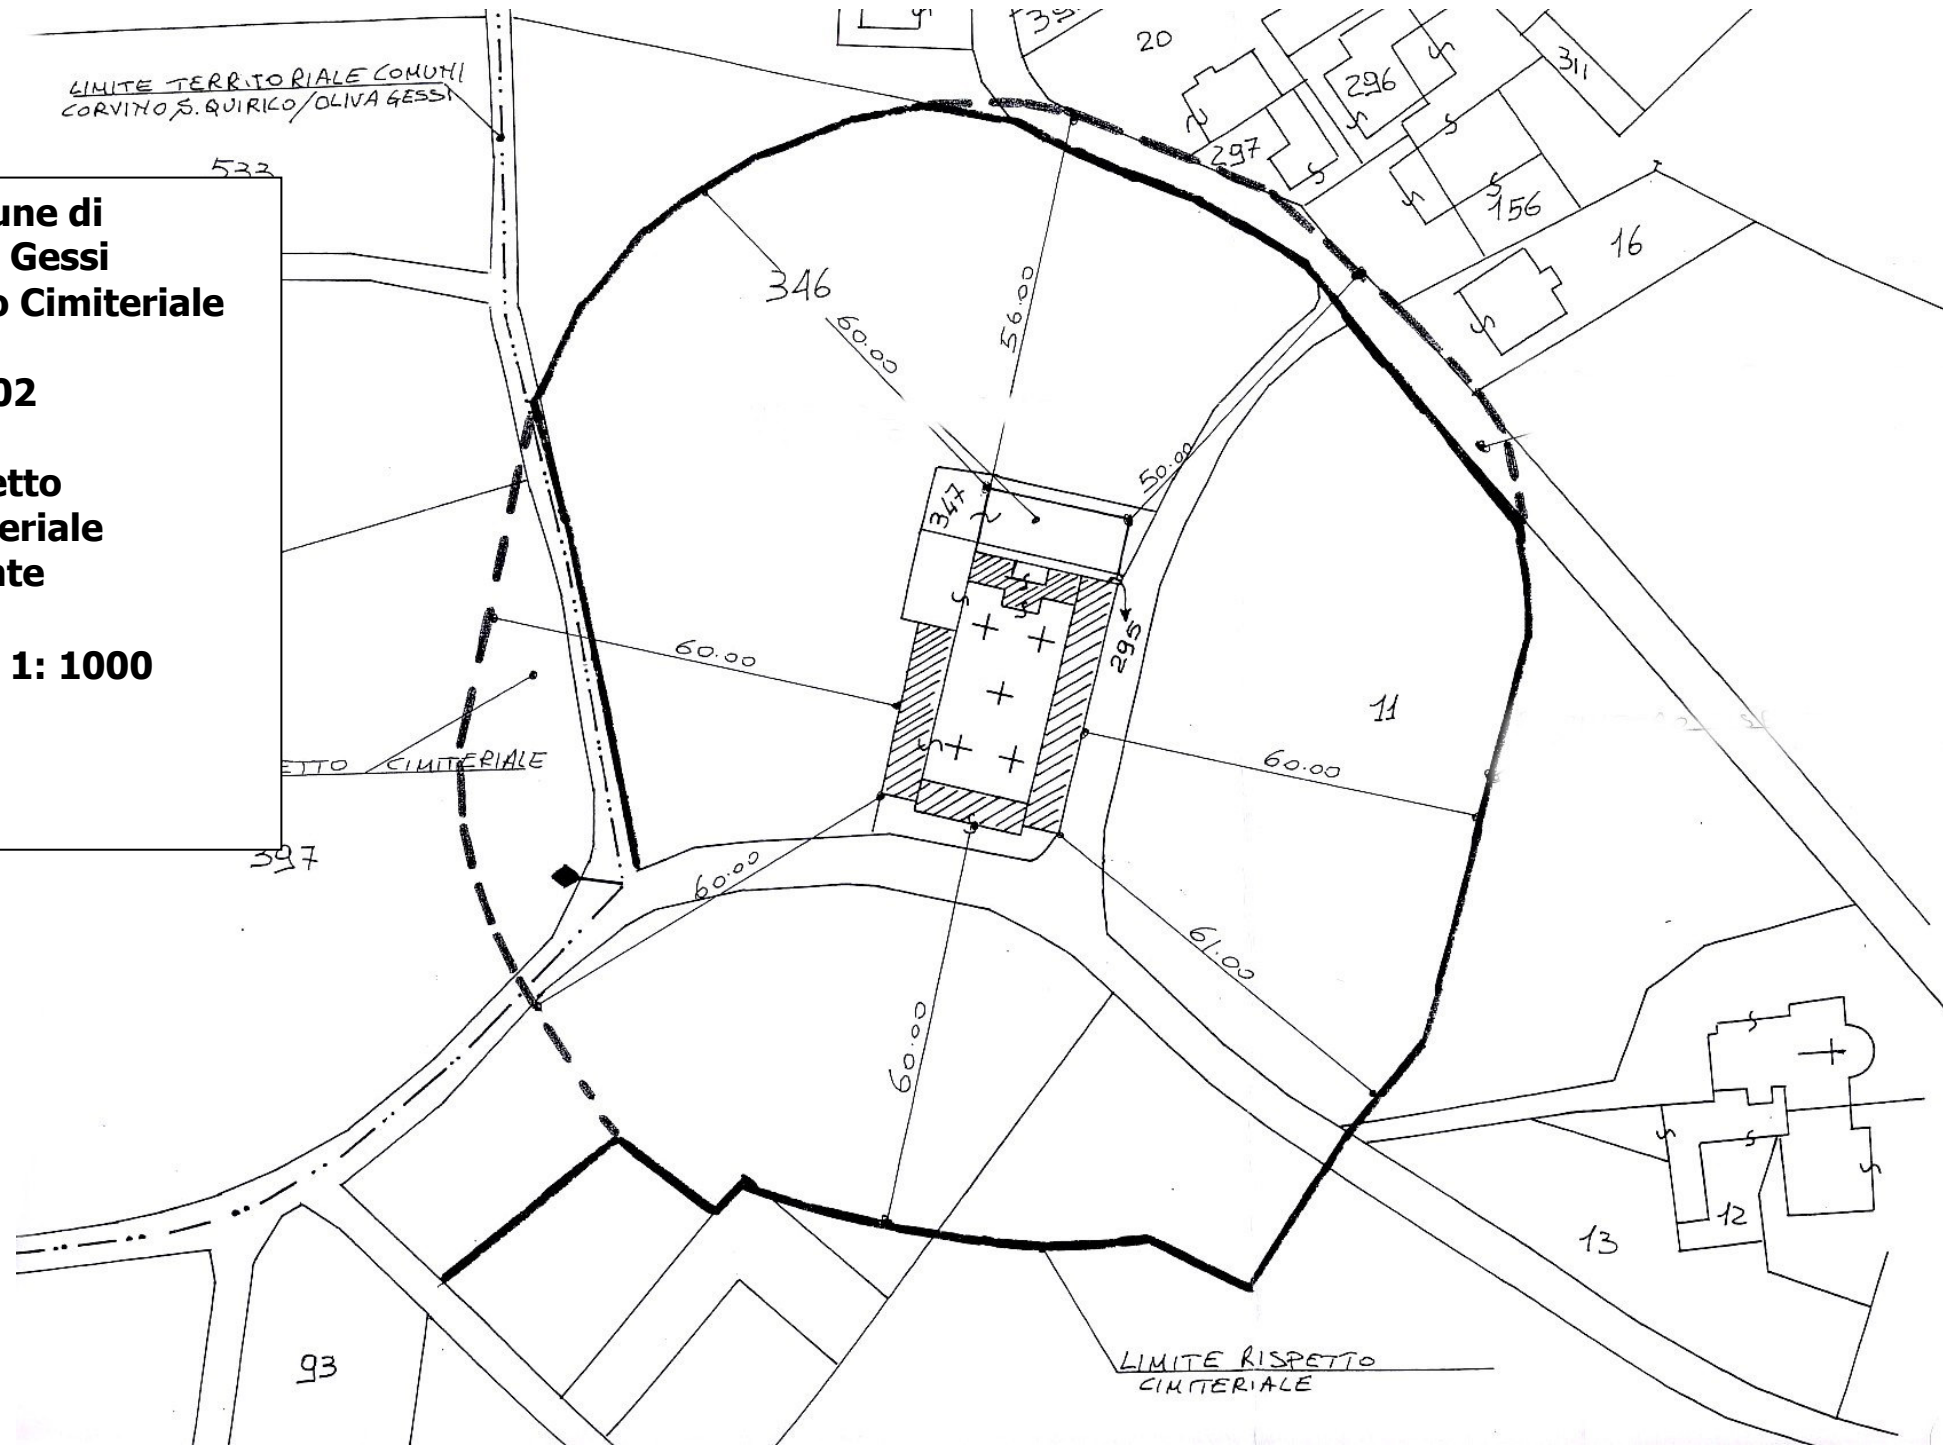 LIMITE TERRITORIALE COMUNI
CORVINO S. QUIRICO/OLIVA GESSI
533
une di
Gessi
o Cimiteriale
02
etto
eriale
nte
1: 1000
ETTO CIMITERIALE
397
20
296
311
297
156
16
346
60.00
56.00
50.00
347
295
60.00
11
60.00
60.00
61.00
60.00
93
12
13
LIMITE RISPETTO
CIMITERIALE